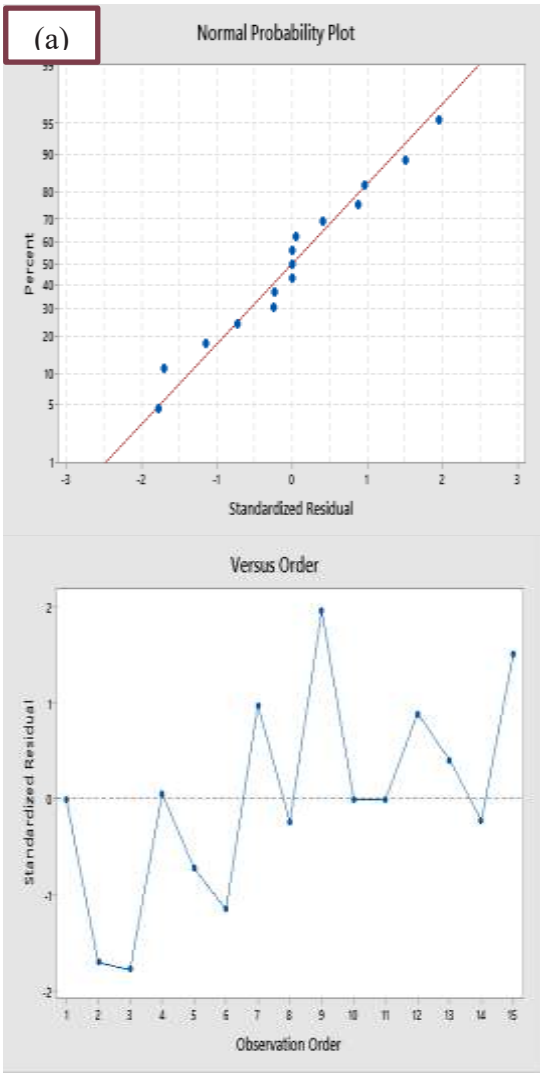 (a)
Normal Probability Plot
99
95
90
80
70
60
50
40
30
20
10
5
1
Percent
-3 -2 -1 0 1 2 3
Standardized Residual
Versus Order
2
1
0
-1
-2
Standardized Residual
1 2 3 4 5 6 7 8 9 10 11 12 13 14 15
Observation Order